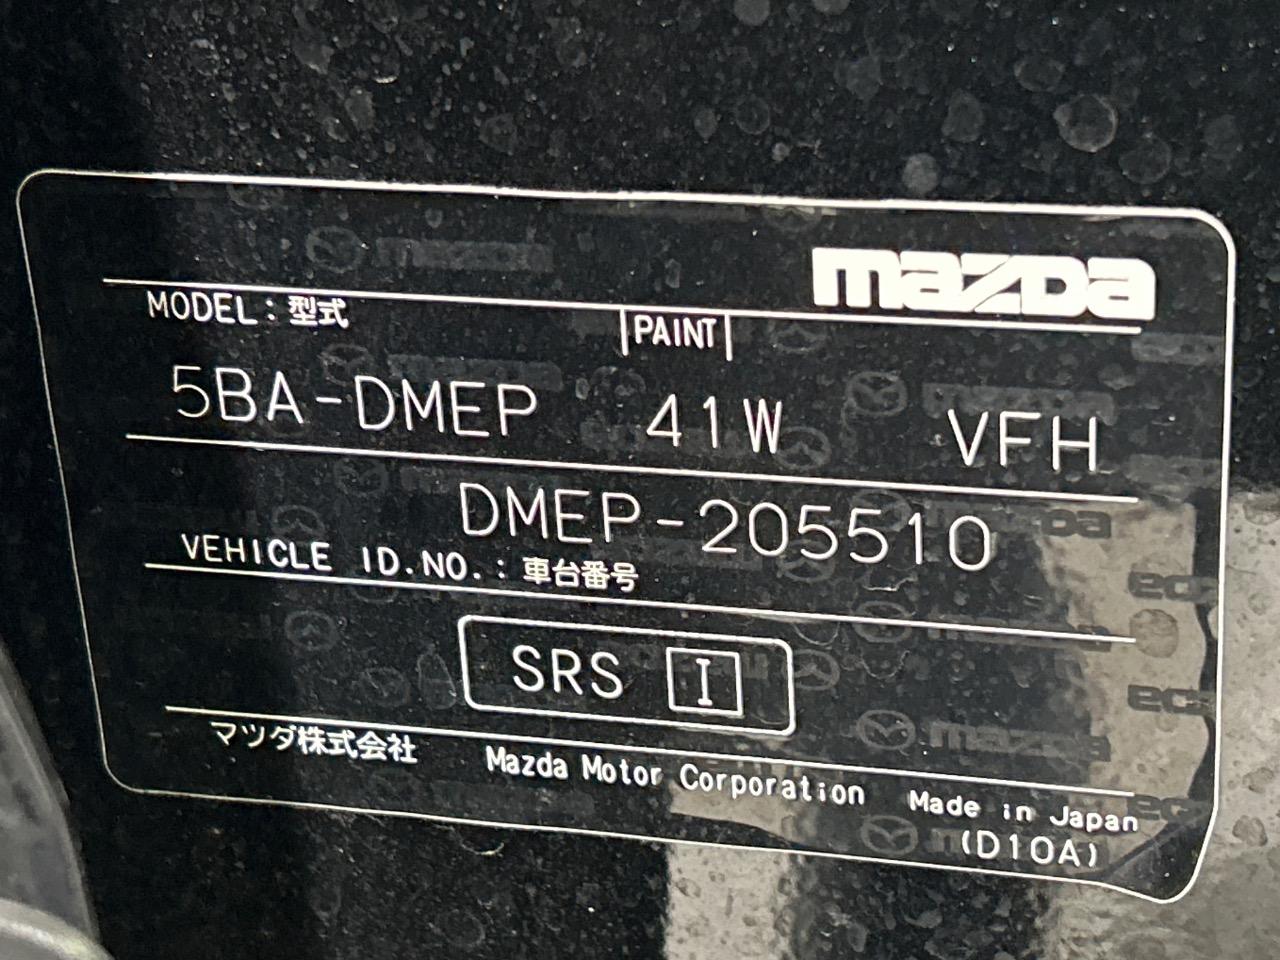 mazda
MODEL : 型式
PAINT
5BA-DMEP 41W VFH
DMEP-205510
VEHICLE ID.NO. : 車台番号
SRS I
マツダ株式会社 Mazda Motor Corporation Made in Japan
(D10A)